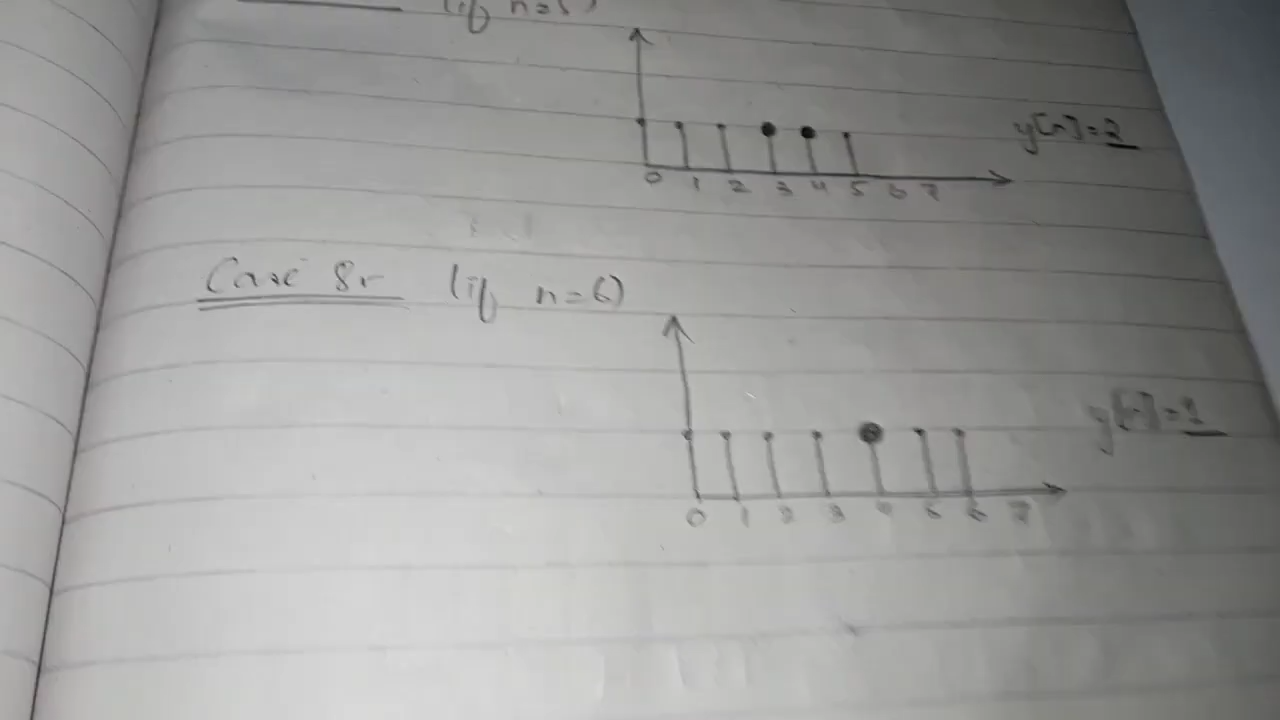 (if n=5)
y[n]=2
0 1 2 3 4 5 6 7
Case 8:- (if n=6)
y[n]=1
0 1 2 3 4 5 6 7